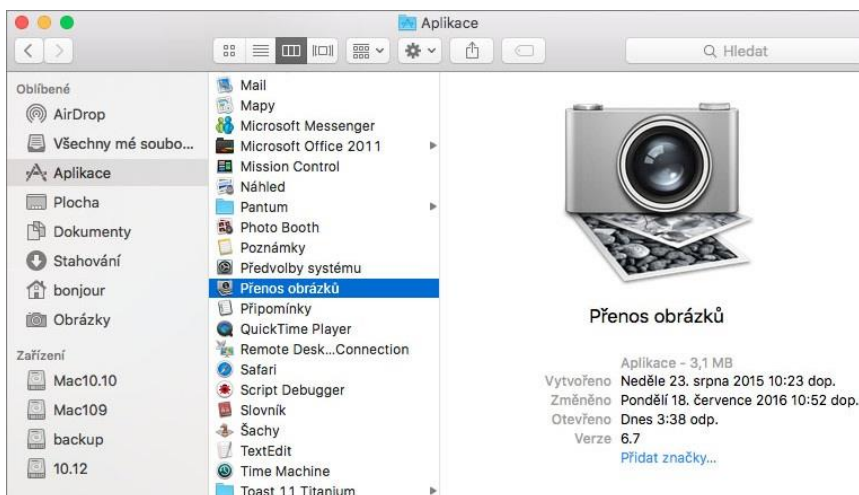 Aplikace
Hledat
Oblíbené
AirDrop
Všechny mé soubo...
Aplikace
Plocha
Dokumenty
Stahování
bonjour
Obrázky
Zařízení
Mac10.10
Mac109
backup
10.12
Mail
Mapy
Microsoft Messenger
Microsoft Office 2011
Mission Control
Náhled
Pantum
Photo Booth
Poznámky
Předvolby systému
Přenos obrázků
Připomínky
QuickTime Player
Remote Desk...Connection
Safari
Script Debugger
Slovník
Šachy
TextEdit
Time Machine
Toast 11 Titanium
Přenos obrázků
Aplikace – 3,1 MB
Vytvořeno Neděle 23. srpna 2015 10:23 dop.
Změněno Pondělí 18. července 2016 10:52 dop.
Otevřeno Dnes 3:38 odp.
Verze 6.7
Přidat značky...